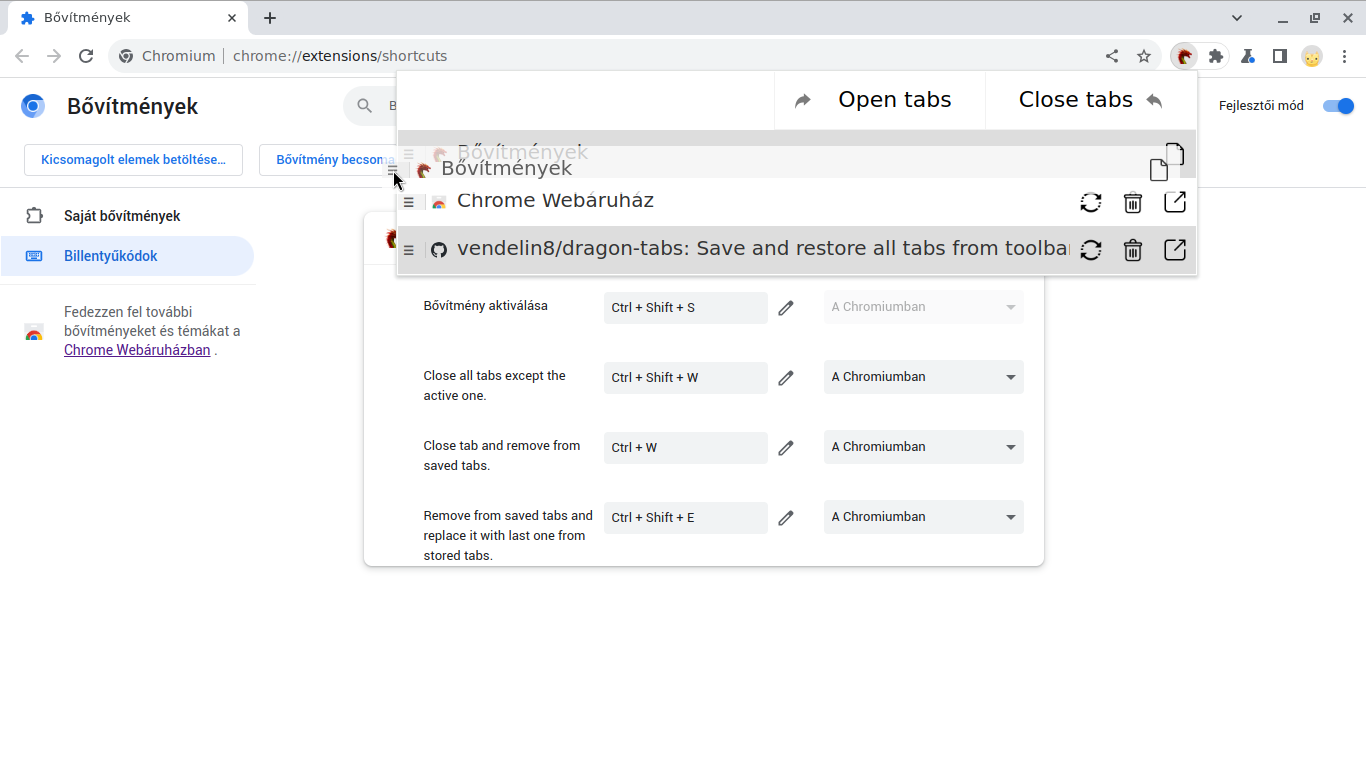 Bővítmények
Chromium chrome://extensions/shortcuts
Bővítmények
B
Open tabs
Close tabs
Fejlesztői mód
Kicsomagolt elemek betöltése…
Bővítmény becsoma
Bővítmények
Bővítmények
Chrome Webáruház
vendelin8/dragon-tabs: Save and restore all tabs from toolbar
Saját bővítmények
Billentyűkódok
Fedezzen fel további
bővítményeket és témákat a
Chrome Webáruházban .
Bővítmény aktiválása
Ctrl + Shift + S
A Chromiumban
Close all tabs except the
active one.
Ctrl + Shift + W
A Chromiumban
Close tab and remove from
saved tabs.
Ctrl + W
A Chromiumban
Remove from saved tabs and
replace it with last one from
stored tabs.
Ctrl + Shift + E
A Chromiumban